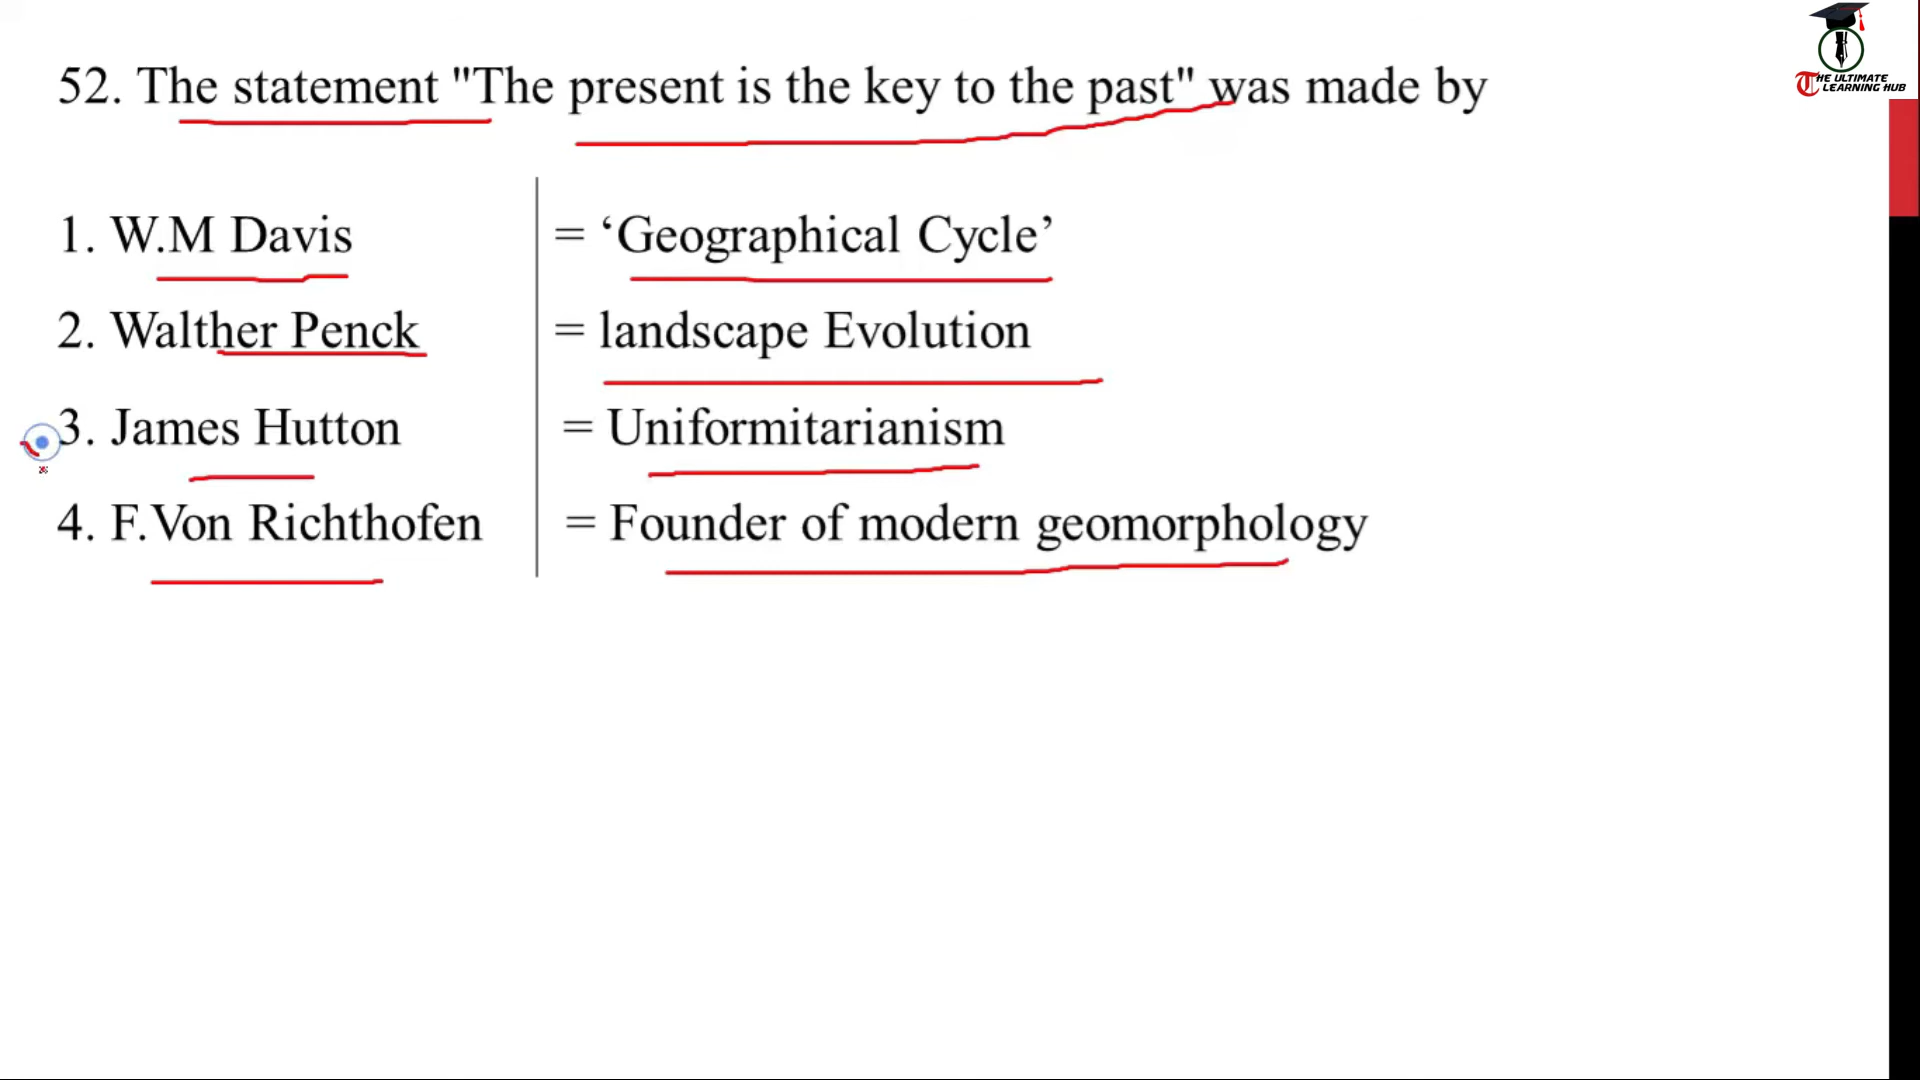 52. The statement "The present is the key to the past" was made by
1. W.M Davis = ‘Geographical Cycle’
2. Walther Penck = landscape Evolution
3. James Hutton = Uniformitarianism
4. F.Von Richthofen = Founder of modern geomorphology
THE ULTIMATE
LEARNING HUB